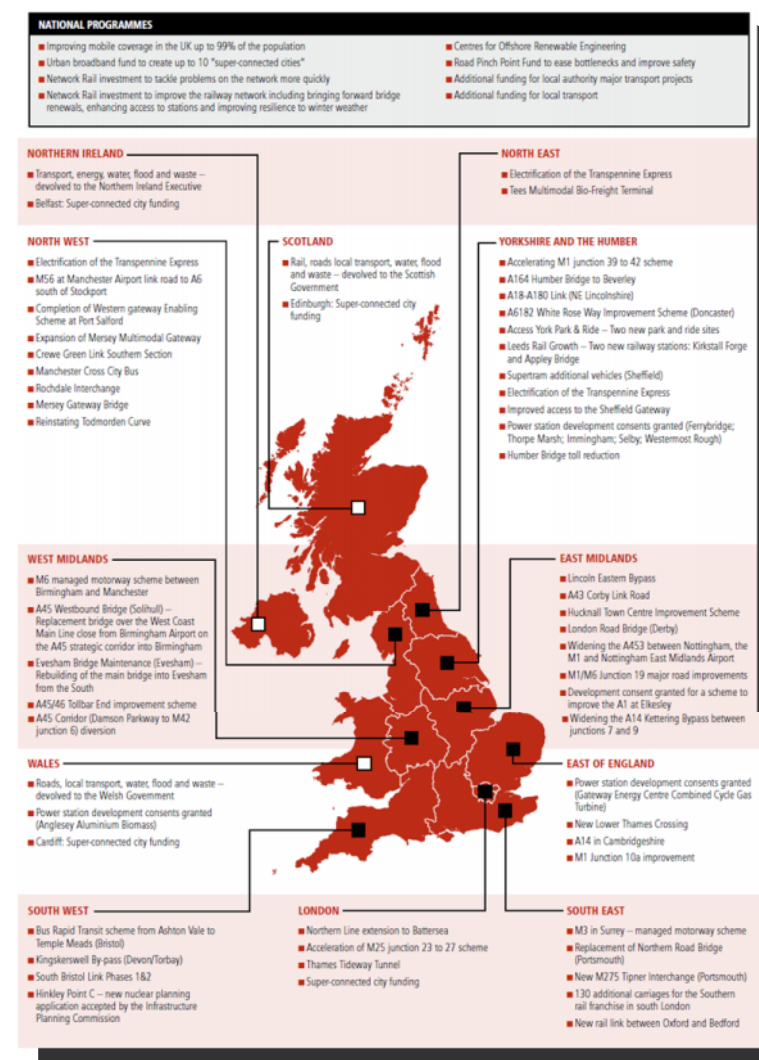 NATIONAL PROGRAMMES
■ Improving mobile coverage in the UK up to 99% of the population
■ Urban broadband fund to create up to 10 "super-connected cities"
■ Network Rail investment to tackle problems on the network more quickly
■ Network Rail investment to improve the railway network including bringing forward bridge
renewals, enhancing access to stations and improving resilience to winter weather
■ Centres for Offshore Renewable Engineering
■ Road Pinch Point Fund to ease bottlenecks and improve safety
■ Additional funding for local authority major transport projects
■ Additional funding for local transport
NORTHERN IRELAND
■ Transport, energy, water, flood and waste –
devolved to the Northern Ireland Executive
■ Belfast: Super-connected city funding
NORTH EAST
■ Electrification of the Transpennine Express
■ Tees Multimodal Bio-Freight Terminal
NORTH WEST
■ Electrification of the Transpennine Express
■ M56 at Manchester Airport link road to A6
south of Stockport
■ Completion of Western gateway Enabling
Scheme at Port Salford
■ Expansion of Mersey Multimodal Gateway
■ Crewe Green Link Southern Section
■ Manchester Cross City Bus
■ Rochdale Interchange
■ Mersey Gateway Bridge
■ Reinstating Todmorden Curve
SCOTLAND
■ Rail, roads local transport, water, flood
and waste – devolved to the Scottish
Government
■ Edinburgh: Super-connected city
funding
YORKSHIRE AND THE HUMBER
■ Accelerating M1 junction 39 to 42 scheme
■ A164 Humber Bridge to Beverley
■ A18-A180 Link (NE Lincolnshire)
■ A6182 White Rose Way Improvement Scheme (Doncaster)
■ Access York Park & Ride – Two new park and ride sites
■ Leeds Rail Growth – Two new railway stations: Kirkstall Forge
and Appley Bridge
■ Supertram additional vehicles (Sheffield)
■ Electrification of the Transpennine Express
■ Improved access to the Sheffield Gateway
■ Power station development consents granted (Ferrybridge;
Thorpe Marsh; Immingham; Selby; Westermost Rough)
■ Humber Bridge toll reduction
WEST MIDLANDS
■ M6 managed motorway scheme between
Birmingham and Manchester
■ A45 Westbound Bridge (Solihull) –
Replacement bridge over the West Coast
Main Line close from Birmingham Airport on
the A45 strategic corridor into Birmingham
■ Evesham Bridge Maintenance (Evesham) –
Rebuilding of the main bridge into Evesham
from the South
■ A45/46 Tollbar End improvement scheme
■ A45 Corridor (Damson Parkway to M42
junction 6) diversion
EAST MIDLANDS
■ Lincoln Eastern Bypass
■ A43 Corby Link Road
■ Hucknall Town Centre Improvement Scheme
■ London Road Bridge (Derby)
■ Widening the A453 between Nottingham, the
M1 and Nottingham East Midlands Airport
■ M1/M6 Junction 19 major road improvements
■ Development consent granted for a scheme to
improve the A1 at Elkesley
■ Widening the A14 Kettering Bypass between
junctions 7 and 9
WALES
■ Roads, local transport, water, flood and waste –
devolved to the Welsh Government
■ Power station development consents granted
(Anglesey Aluminium Biomass)
■ Cardiff: Super-connected city funding
EAST OF ENGLAND
■ Power station development consents granted
(Gateway Energy Centre Combined Cycle Gas
Turbine)
■ New Lower Thames Crossing
■ A14 in Cambridgeshire
■ M1 Junction 10a improvement
SOUTH WEST
■ Bus Rapid Transit scheme from Ashton Vale to
Temple Meads (Bristol)
■ Kingskerswell By-pass (Devon/Torbay)
■ South Bristol Link Phases 1&2
■ Hinkley Point C – new nuclear planning
application accepted by the Infrastructure
Planning Commission
LONDON
■ Northern Line extension to Battersea
■ Acceleration of M25 junction 23 to 27 scheme
■ Thames Tideway Tunnel
■ Super-connected city funding
SOUTH EAST
■ M3 in Surrey – managed motorway scheme
■ Replacement of Northern Road Bridge
(Portsmouth)
■ New M275 Tipner Interchange (Portsmouth)
■ 130 additional carriages for the Southern
rail franchise in south London
■ New rail link between Oxford and Bedford